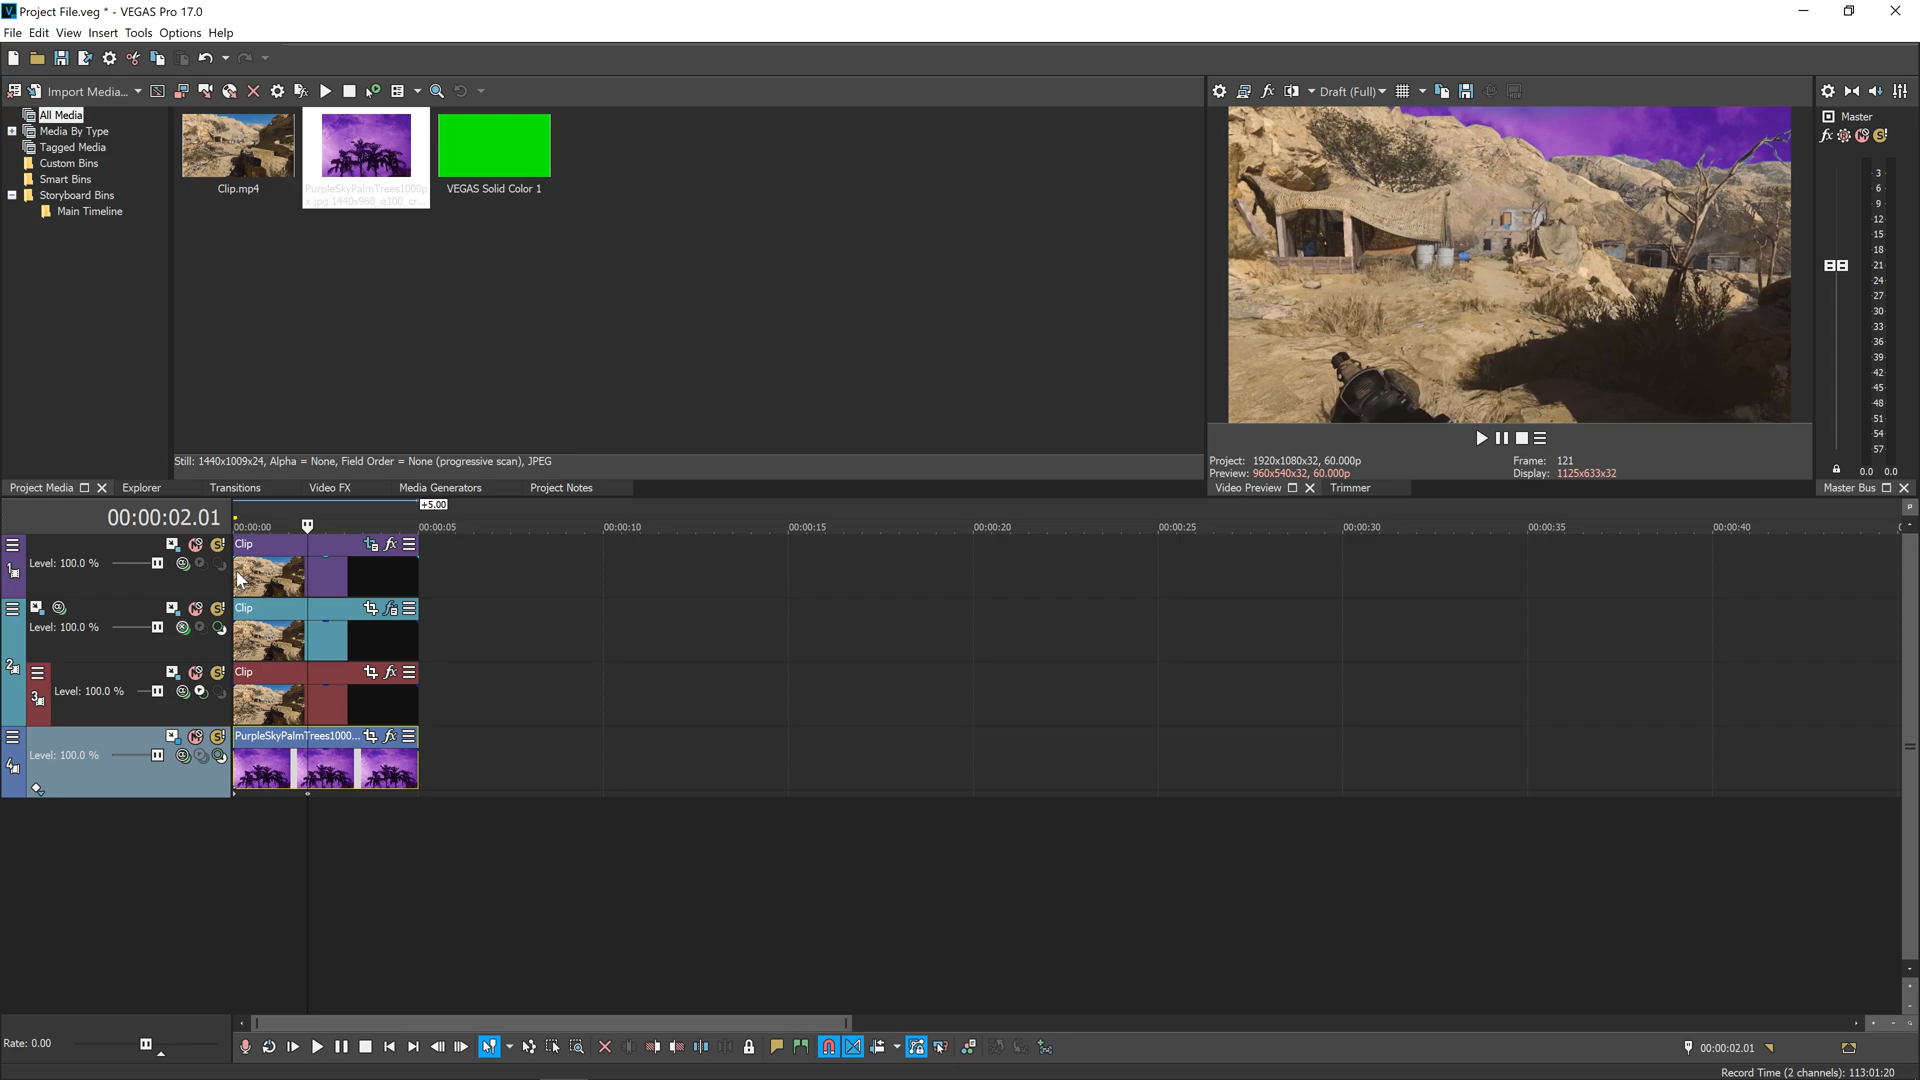 Project File.veg * - VEGAS Pro 17.0
File Edit View Insert Tools Options Help
Import Media...
Draft (Full)
All Media
Media By Type
Tagged Media
Custom Bins
Smart Bins
Storyboard Bins
Main Timeline
Clip.mp4
PurpleSkyPalmTrees1000p
x.jpg.1440x960_q100_cr...
VEGAS Solid Color 1
Master
3
6
9
12
15
18
21
24
27
30
33
36
39
42
45
48
51
54
57
0.0 0.0
Still: 1440x1009x24, Alpha = None, Field Order = None (progressive scan), JPEG
Project: 1920x1080x32, 60.000p
Preview: 960x540x32, 60.000p
Frame: 121
Display: 1125x633x32
Project Media Explorer Transitions Video FX Media Generators Project Notes
Video Preview Trimmer
Master Bus
00:00:02.01
+5.00
00:00:00 00:00:05 00:00:10 00:00:15 00:00:20 00:00:25 00:00:30 00:00:35 00:00:40
1 Level: 100.0 %
Clip
2 Level: 100.0 %
Clip
3 Level: 100.0 %
Clip
4 Level: 100.0 %
PurpleSkyPalmTrees1000...
Rate: 0.00
00:00:02.01
Record Time (2 channels): 113:01:20